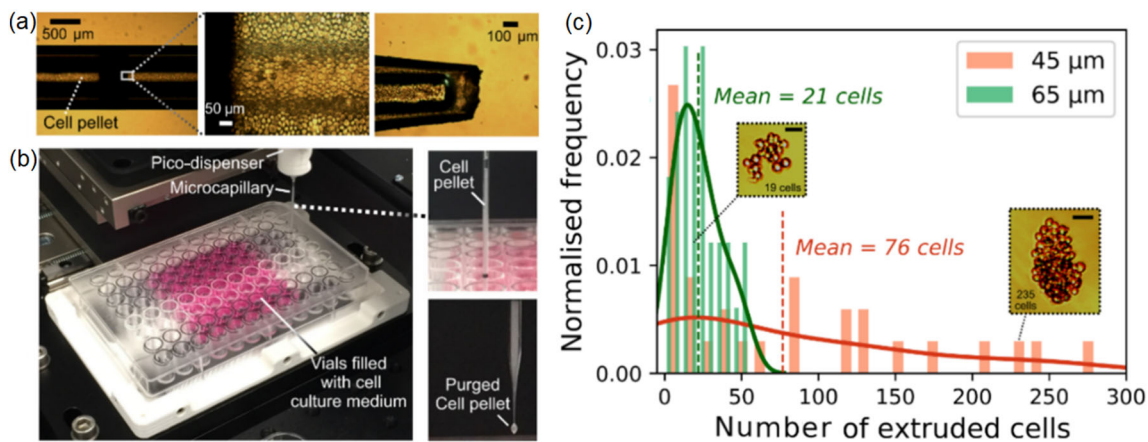 (a)
500 µm
Cell pellet
50 µm
100 µm
(b)
Pico-dispenser
Microcapillary
Cell
pellet
Vials filled
with cell
culture medium
Purged
Cell pellet
(c)
45 µm
65 µm
Mean = 21 cells
19 cells
Mean = 76 cells
235
cells
Normalised frequency
0.03
0.02
0.01
0.00
0
50
100
150
200
250
300
Number of extruded cells